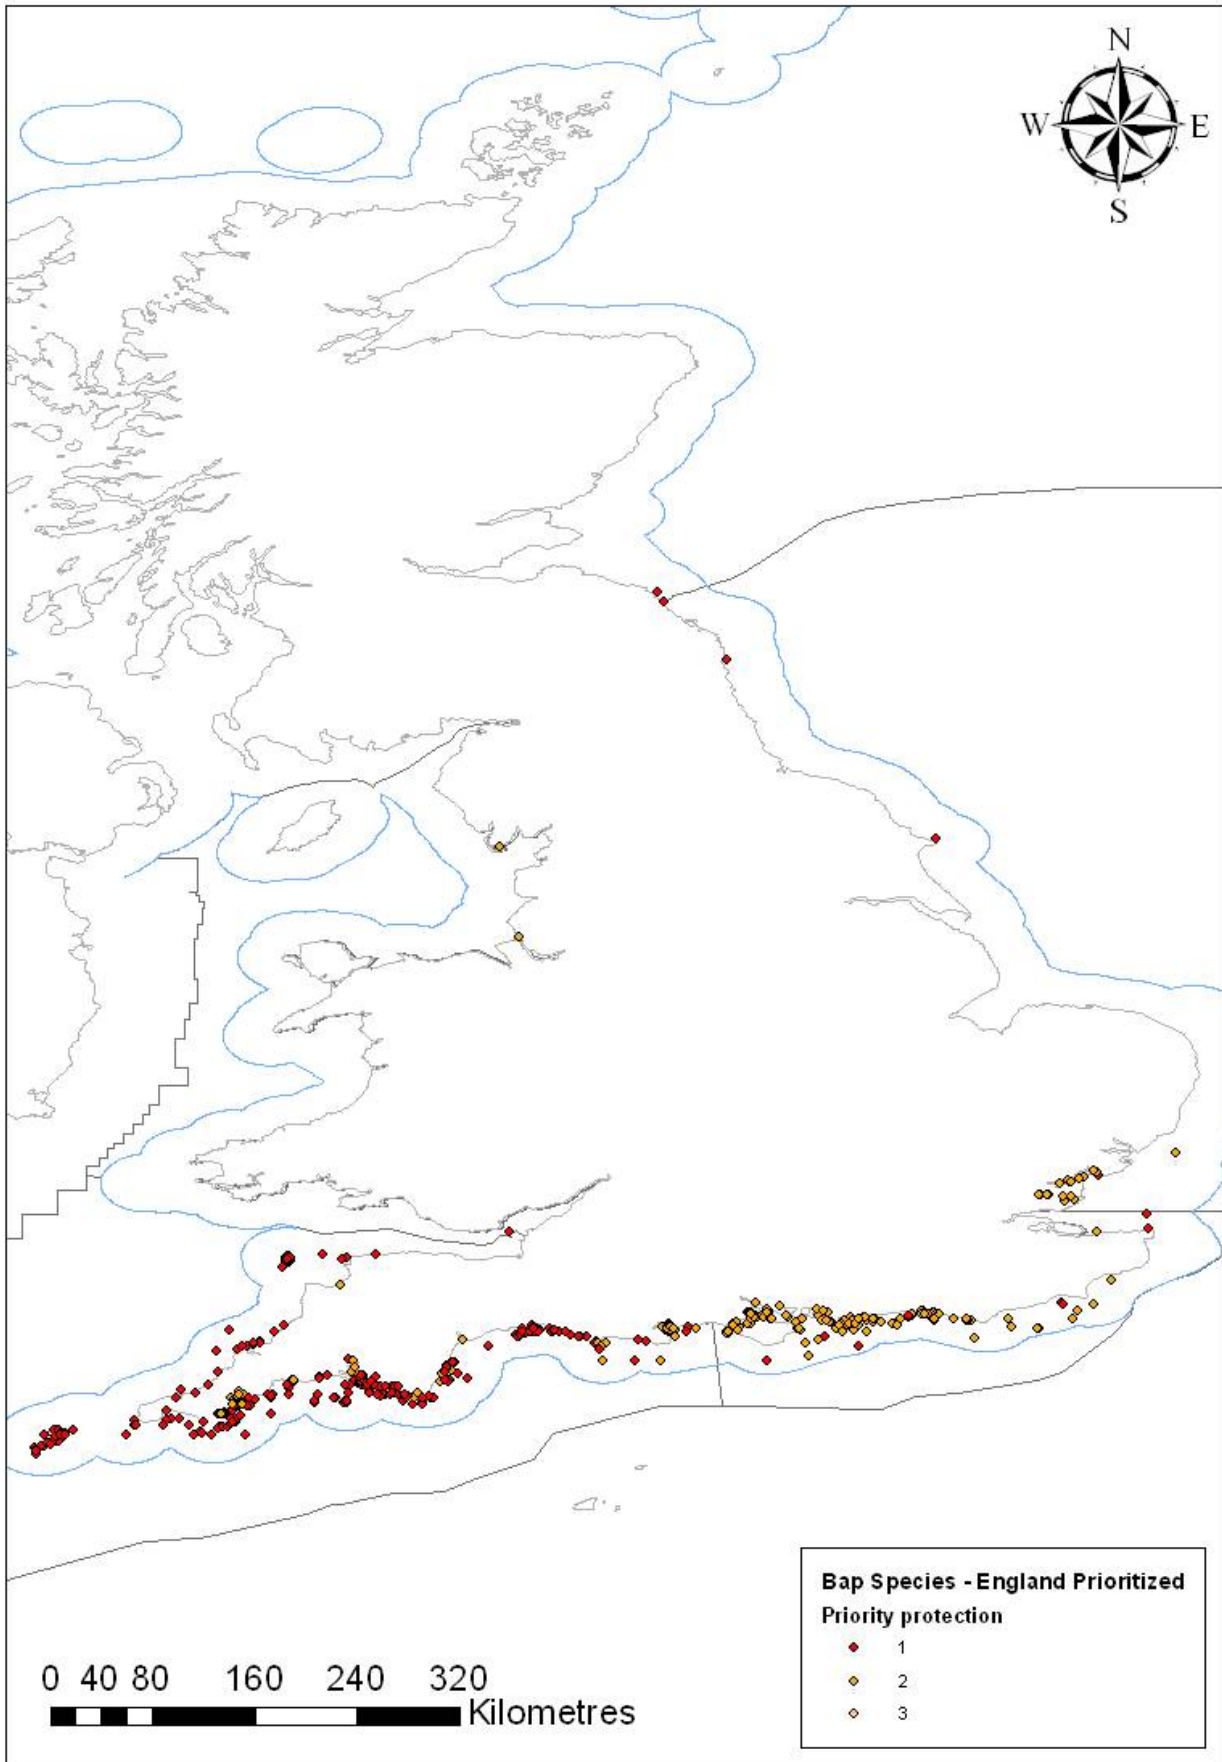 N
W E
S
Bap Species - England Prioritized
Priority protection
1
2
3
0 40 80 160 240 320
Kilometres